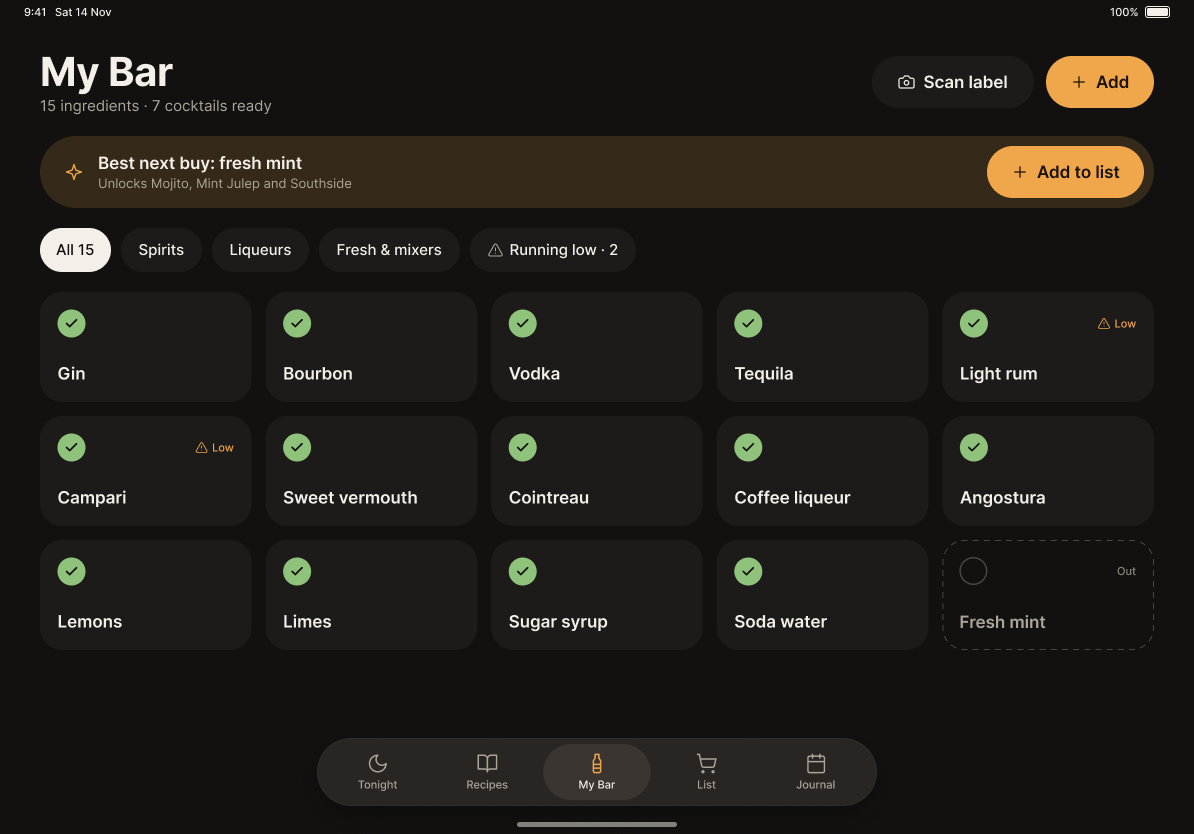 9:41 Sat 14 Nov
100%
My Bar
15 ingredients · 7 cocktails ready
Scan label
Add
Best next buy: fresh mint
Unlocks Mojito, Mint Julep and Southside
Add to list
All 15
Spirits
Liqueurs
Fresh & mixers
Running low · 2
Gin
Bourbon
Vodka
Tequila
Low
Light rum
Low
Campari
Sweet vermouth
Cointreau
Coffee liqueur
Angostura
Lemons
Limes
Sugar syrup
Soda water
Out
Fresh mint
Tonight
Recipes
My Bar
List
Journal